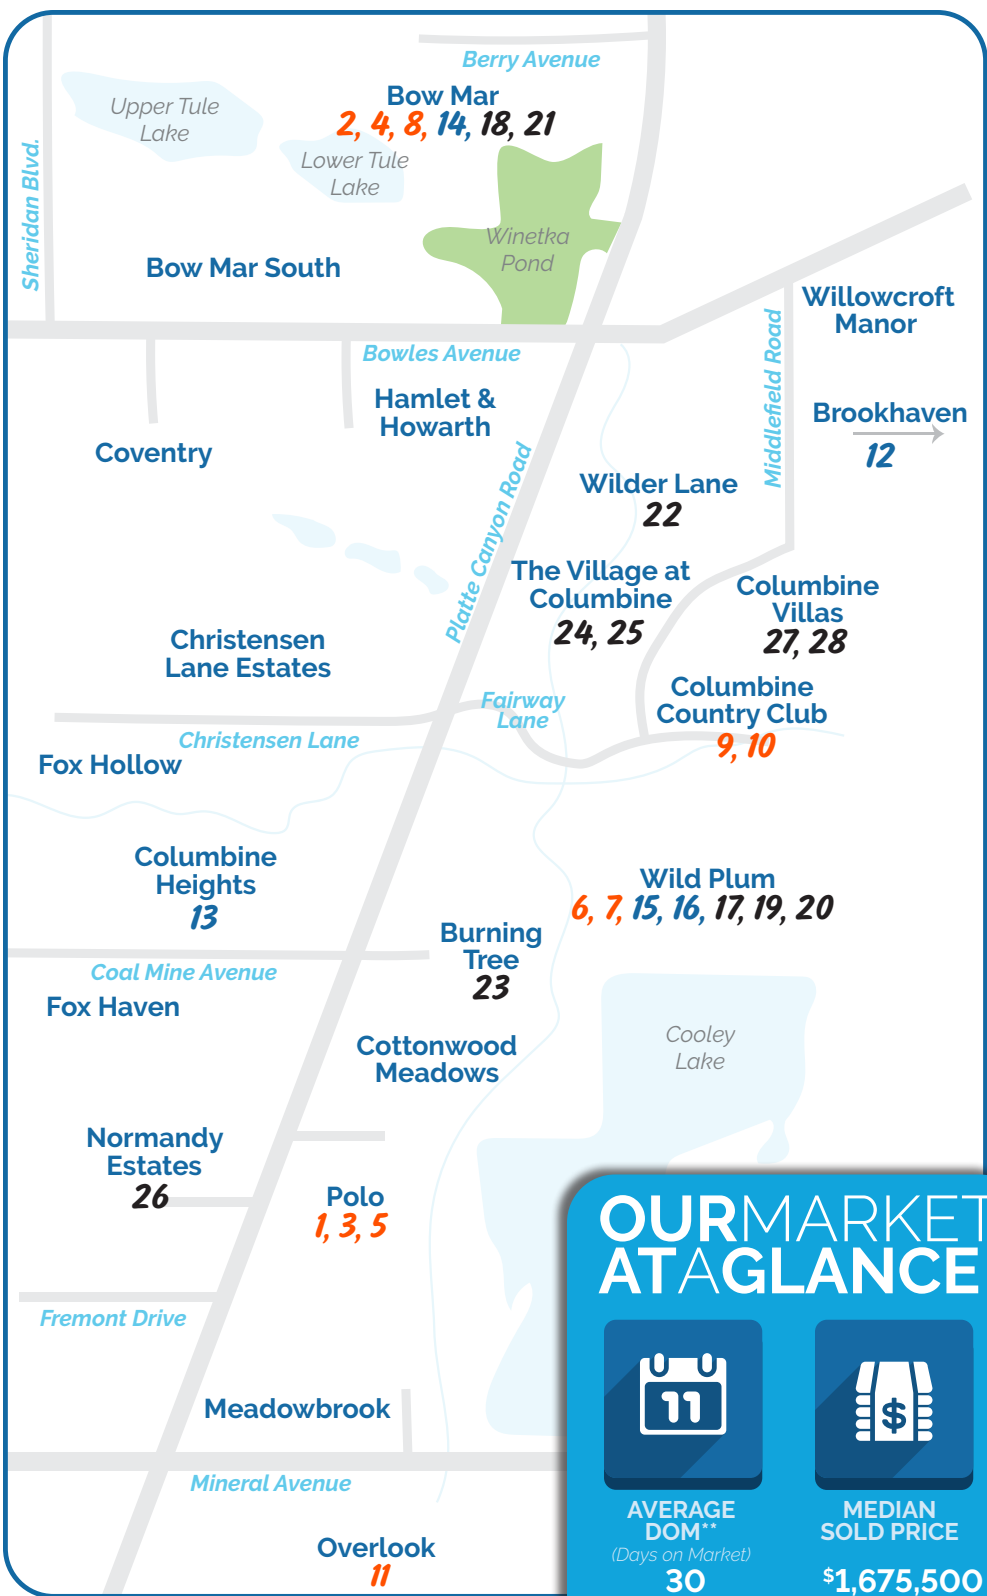 Berry Avenue
Bow Mar
2, 4, 8, 14, 18, 21
Upper Tule
Lake
Lower Tule
Lake
Sheridan Blvd.
Winetka
Pond
Bow Mar South
Willowcroft
Manor
Bowles Avenue
Middlefield Road
Hamlet &
Howarth
Brookhaven
12
Coventry
Platte Canyon Road
Wilder Lane
22
The Village at
Columbine
24, 25
Columbine
Villas
27, 28
Christensen
Lane Estates
Fairway
Lane
Columbine
Country Club
9, 10
Christensen Lane
Fox Hollow
Columbine
Heights
13
Wild Plum
6, 7, 15, 16, 17, 19, 20
Burning
Tree
23
Coal Mine Avenue
Fox Haven
Cottonwood
Meadows
Cooley
Lake
Normandy
Estates
26
Polo
1, 3, 5
Fremont Drive
Meadowbrook
Mineral Avenue
Overlook
11
OURMARKET
ATAGLANCE
11
$
AVERAGE
DOM**
(Days on Market)
30
MEDIAN
SOLD PRICE
$1,675,500